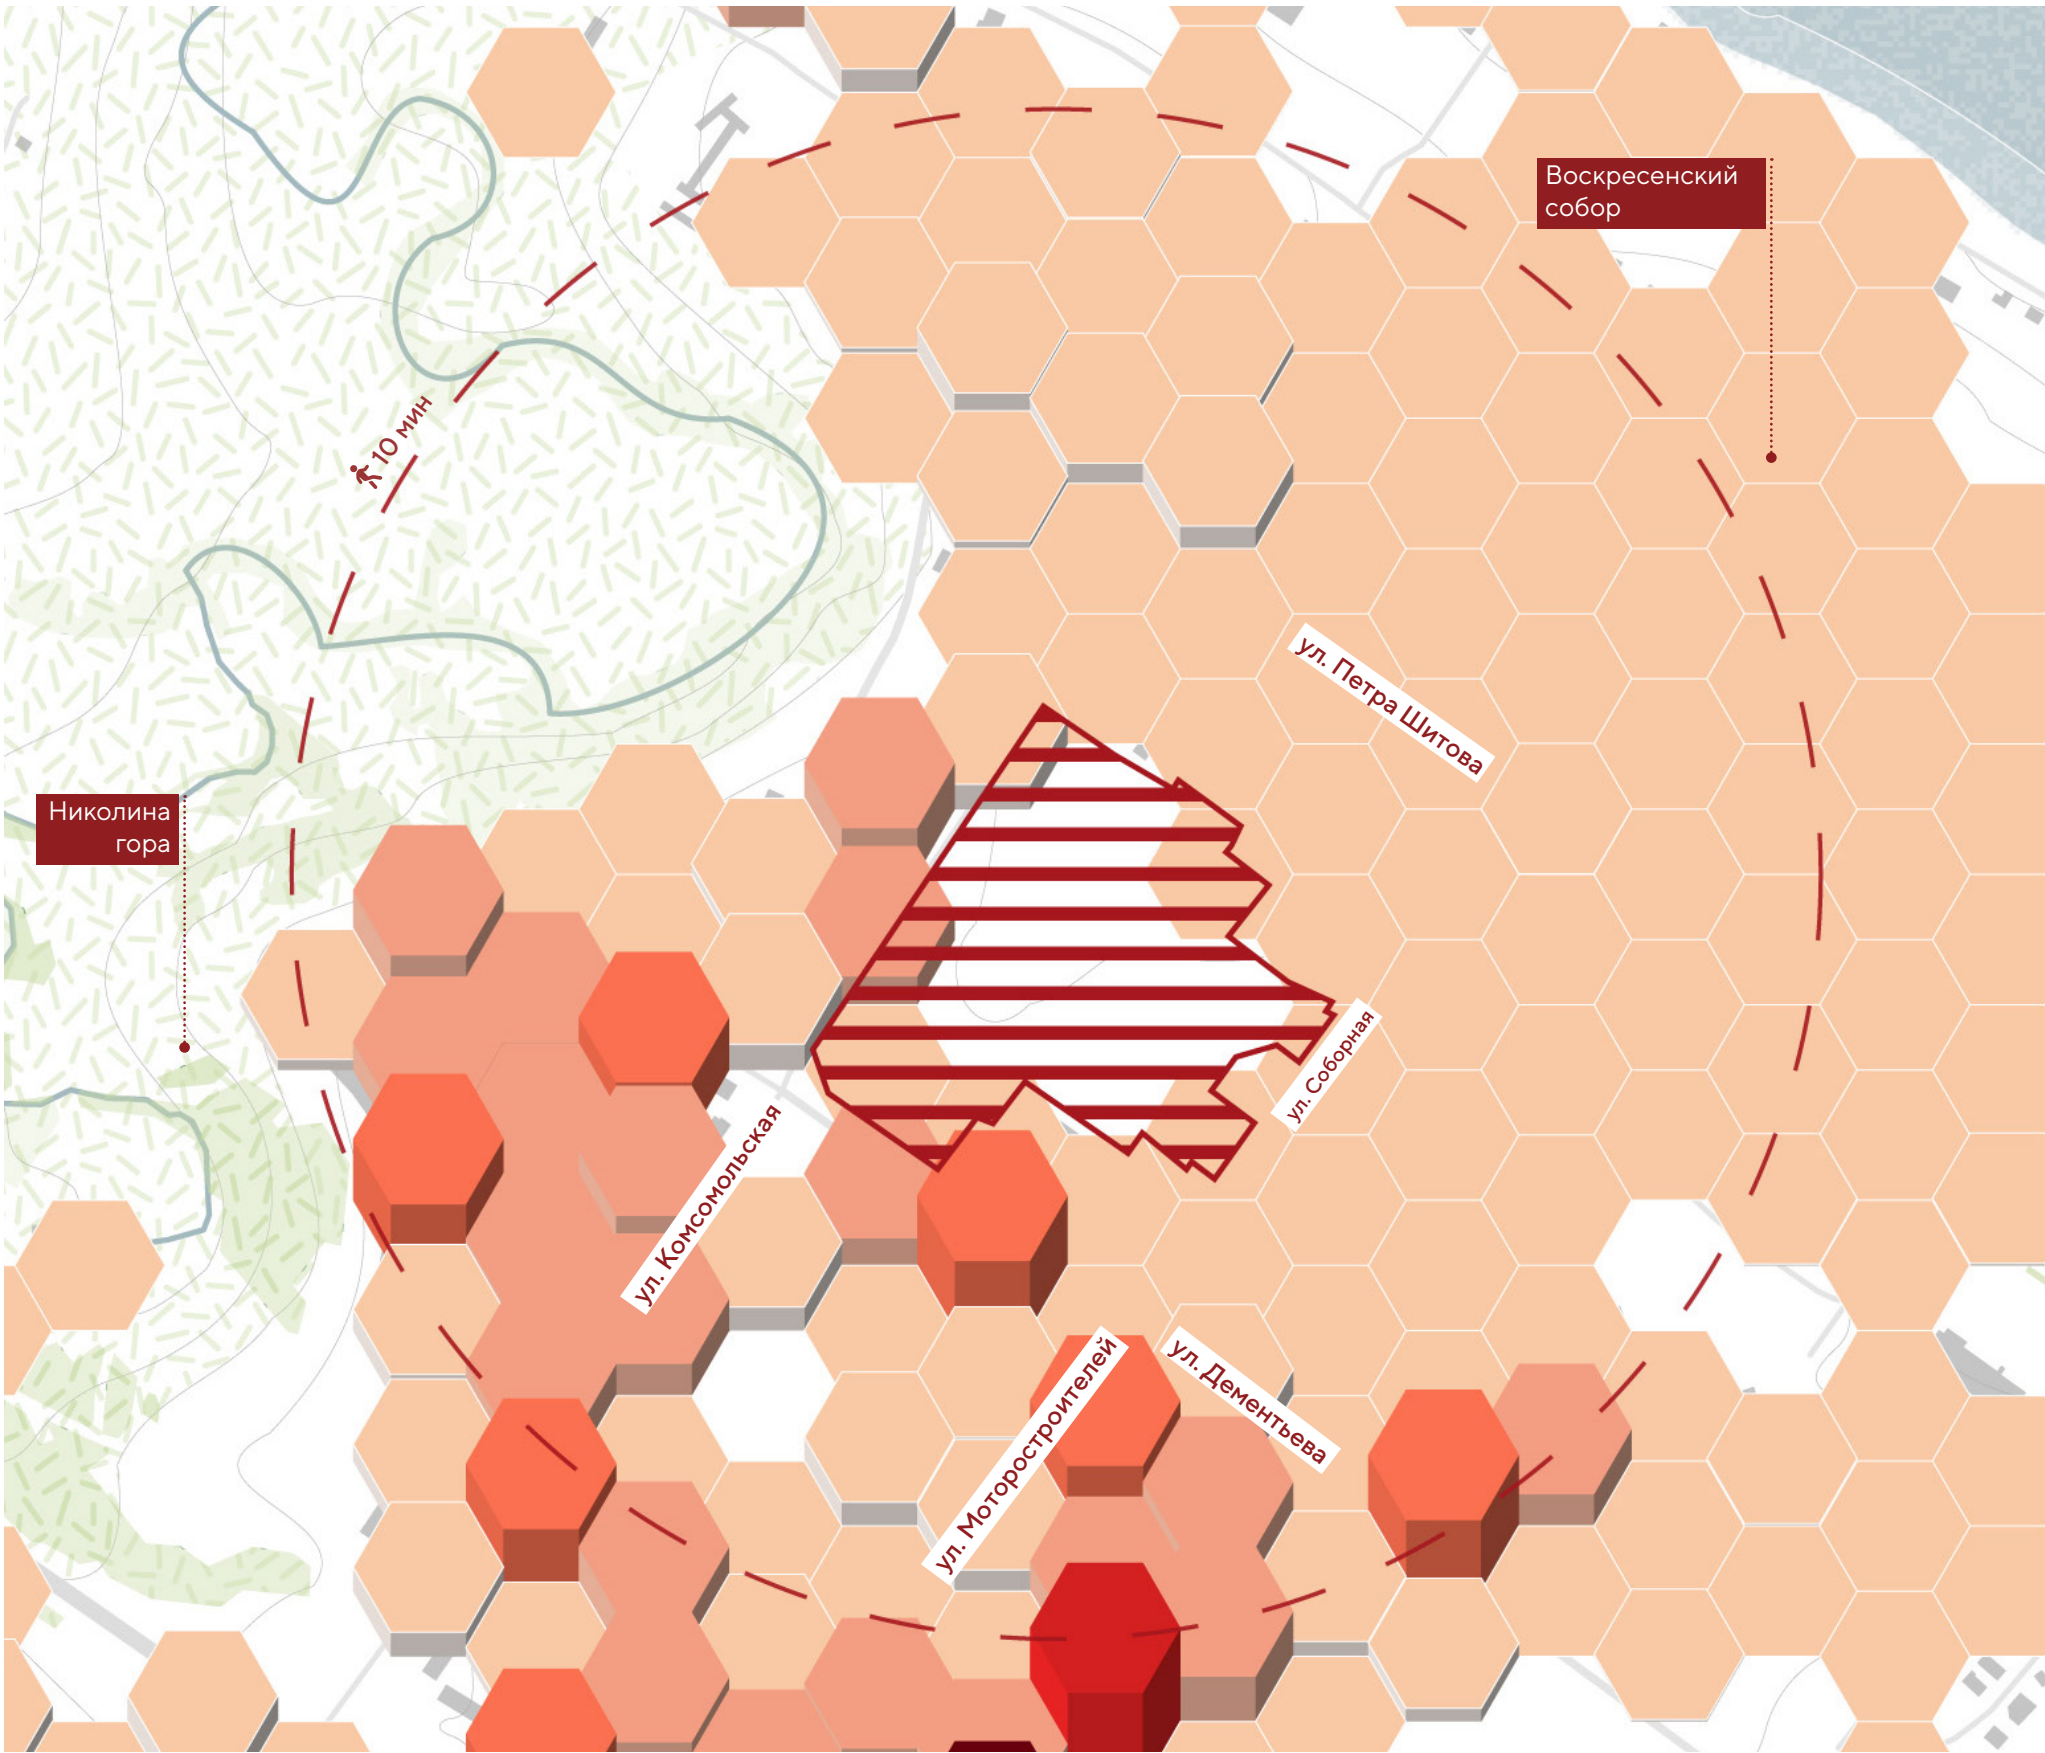 Воскресенский
собор
10 мин
ул. Петра Шитова
Николина
гора
ул. Соборная
ул. Комсомольская
ул. Моторостроителей
ул. Дементьева